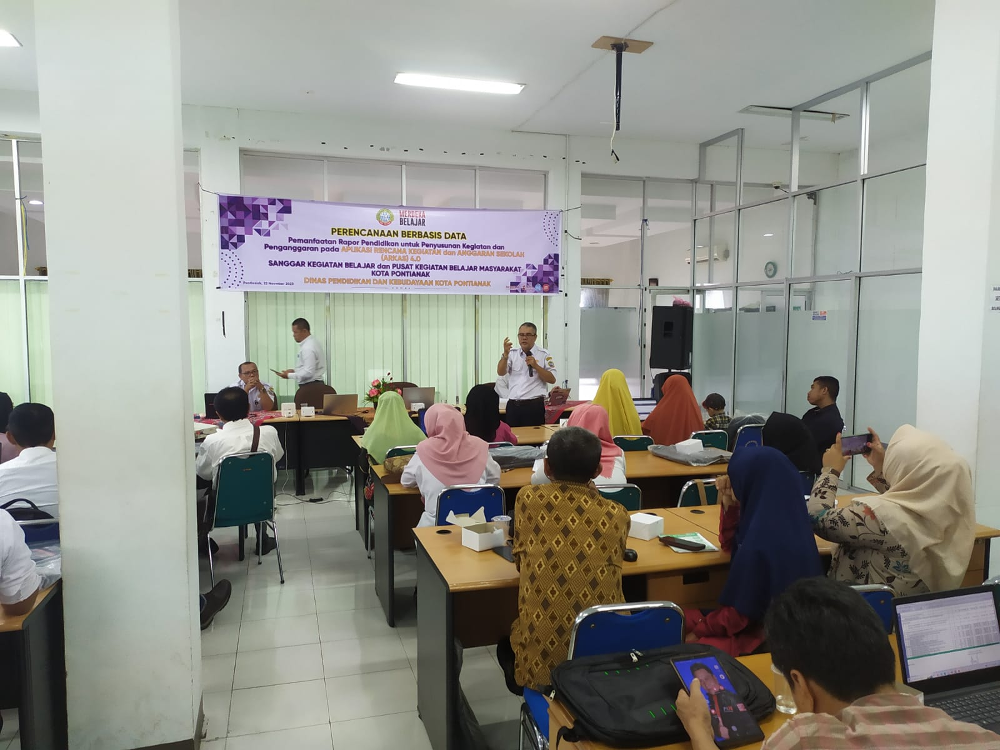 MERDEKA
BELAJAR
PERENCANAAN BERBASIS DATA
Pemanfaatan Rapor Pendidikan untuk Penyusunan Kegiatan dan
Penganggaran pada APLIKASI RENCANA KEGIATAN dan ANGGARAN SEKOLAH
(ARKAS) 4.0
SANGGAR KEGIATAN BELAJAR dan PUSAT KEGIATAN BELAJAR MASYARAKAT
KOTA PONTIANAK
DINAS PENDIDIKAN DAN KEBUDAYAAN KOTA PONTIANAK
Pontianak, 23 November 2023